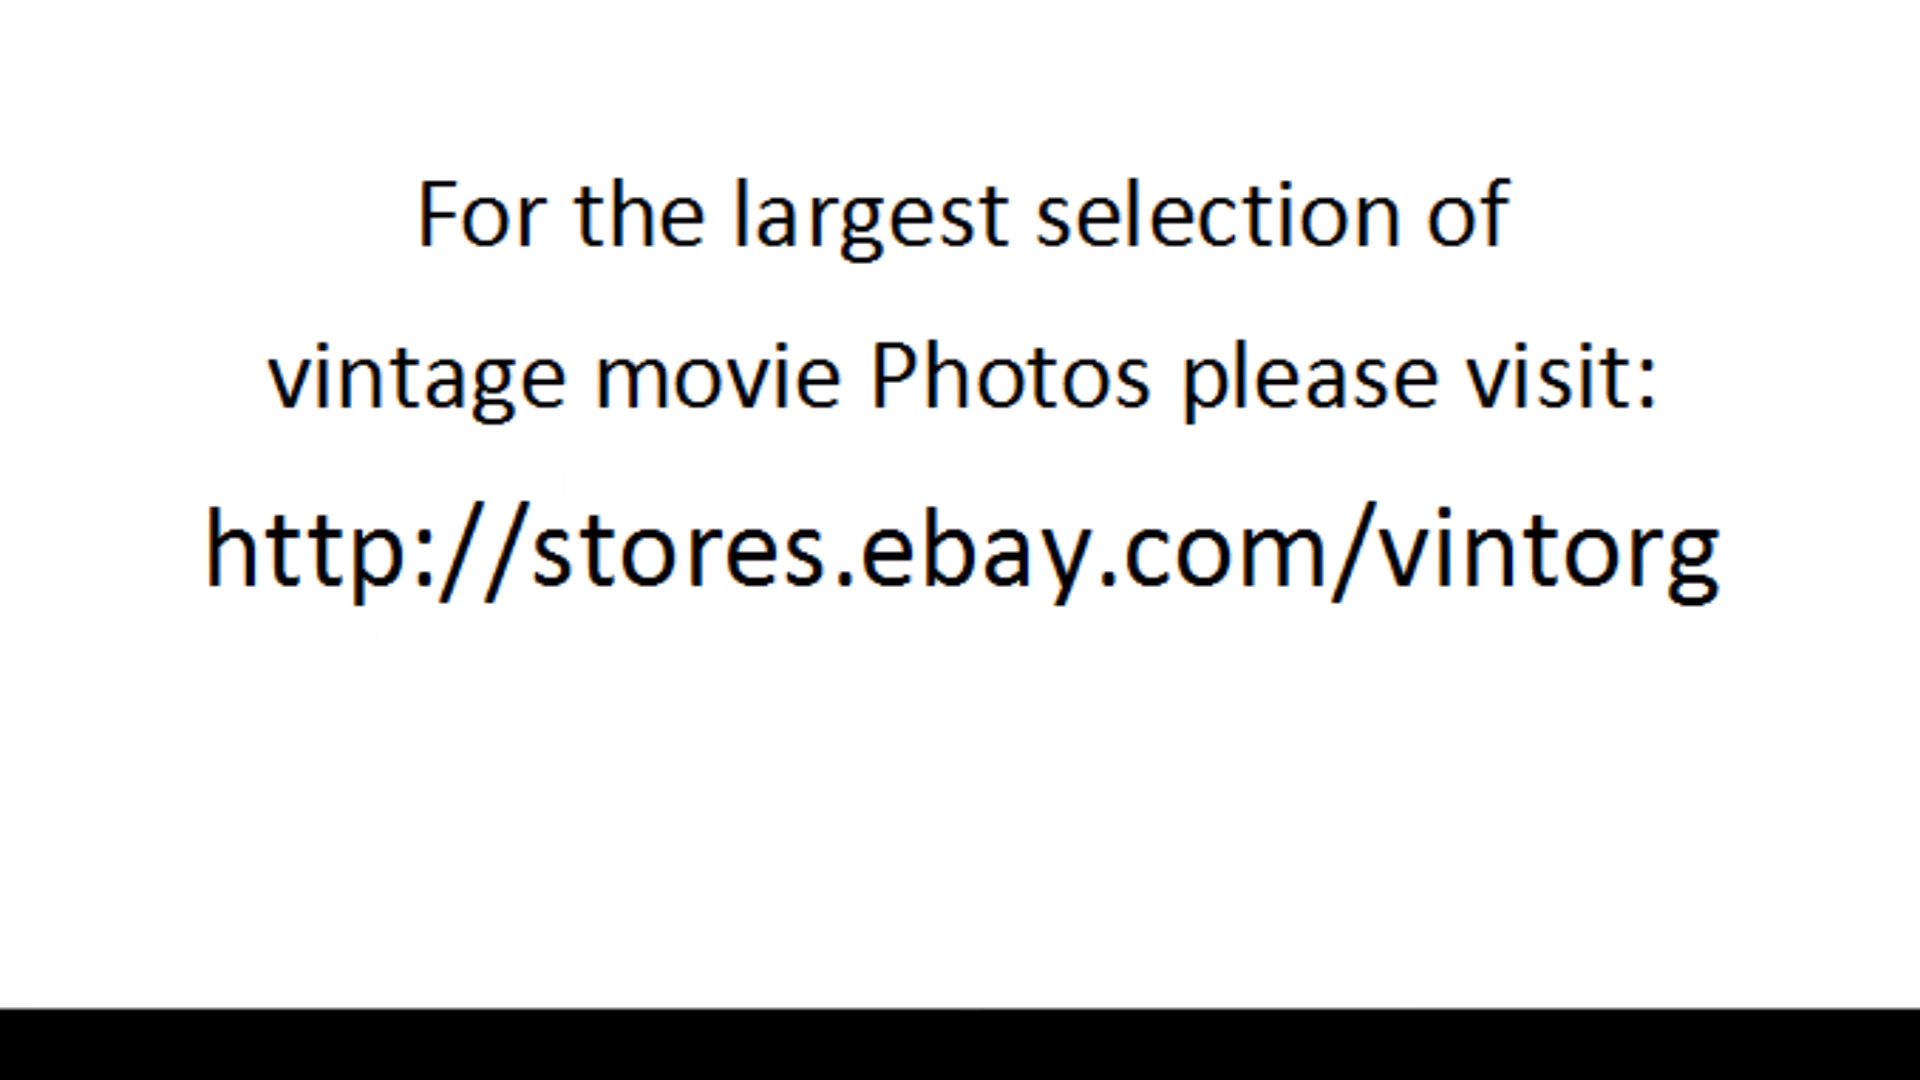 For the largest selection of
vintage movie Photos please visit:
http://stores.ebay.com/vintorg